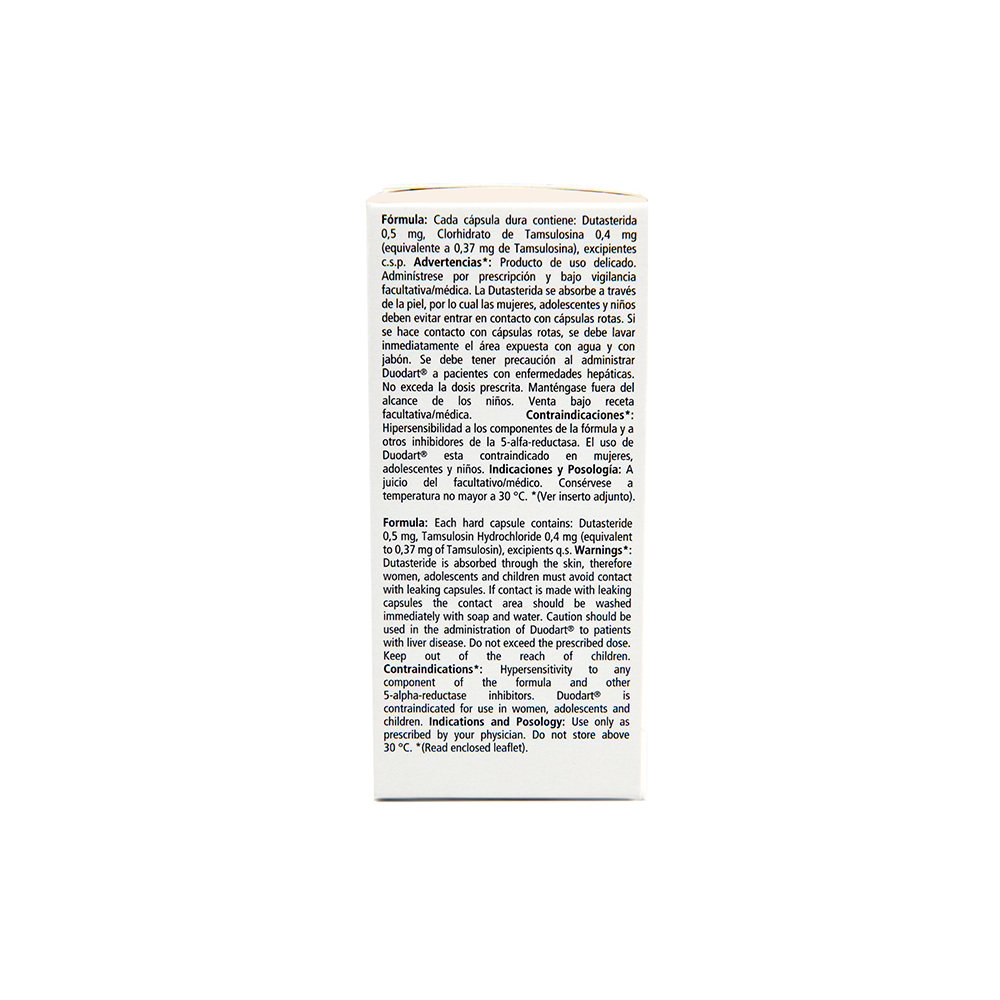 Fórmula: Cada cápsula dura contiene: Dutasterida
0,5 mg, Clorhidrato de Tamsulosina 0,4 mg
(equivalente a 0,37 mg de Tamsulosina), excipientes
c.s.p. Advertencias*: Producto de uso delicado.
Adminístrese por prescripción y bajo vigilancia
facultativa/médica. La Dutasterida se absorbe a través
de la piel, por lo cual las mujeres, adolescentes y niños
deben evitar entrar en contacto con cápsulas rotas. Si
se hace contacto con cápsulas rotas, se debe lavar
inmediatamente el área expuesta con agua y con
jabón. Se debe tener precaución al administrar
Duodart® a pacientes con enfermedades hepáticas.
No exceda la dosis prescrita. Manténgase fuera del
alcance de los niños. Venta bajo receta
facultativa/médica. Contraindicaciones*:
Hipersensibilidad a los componentes de la fórmula y a
otros inhibidores de la 5-alfa-reductasa. El uso de
Duodart® esta contraindicado en mujeres,
adolescentes y niños. Indicaciones y Posología: A
juicio del facultativo/médico. Consérvese a
temperatura no mayor a 30 °C. *(Ver inserto adjunto).
Formula: Each hard capsule contains: Dutasteride
0,5 mg, Tamsulosin Hydrochloride 0,4 mg (equivalent
to 0,37 mg of Tamsulosin), excipients q.s. Warnings*:
Dutasteride is absorbed through the skin, therefore
women, adolescents and children must avoid contact
with leaking capsules. If contact is made with leaking
capsules the contact area should be washed
immediately with soap and water. Caution should be
used in the administration of Duodart® to patients
with liver disease. Do not exceed the prescribed dose.
Keep out of the reach of children.
Contraindications*: Hypersensitivity to any
component of the formula and other
5-alpha-reductase inhibitors. Duodart® is
contraindicated for use in women, adolescents and
children. Indications and Posology: Use only as
prescribed by your physician. Do not store above
30 °C. *(Read enclosed leaflet).